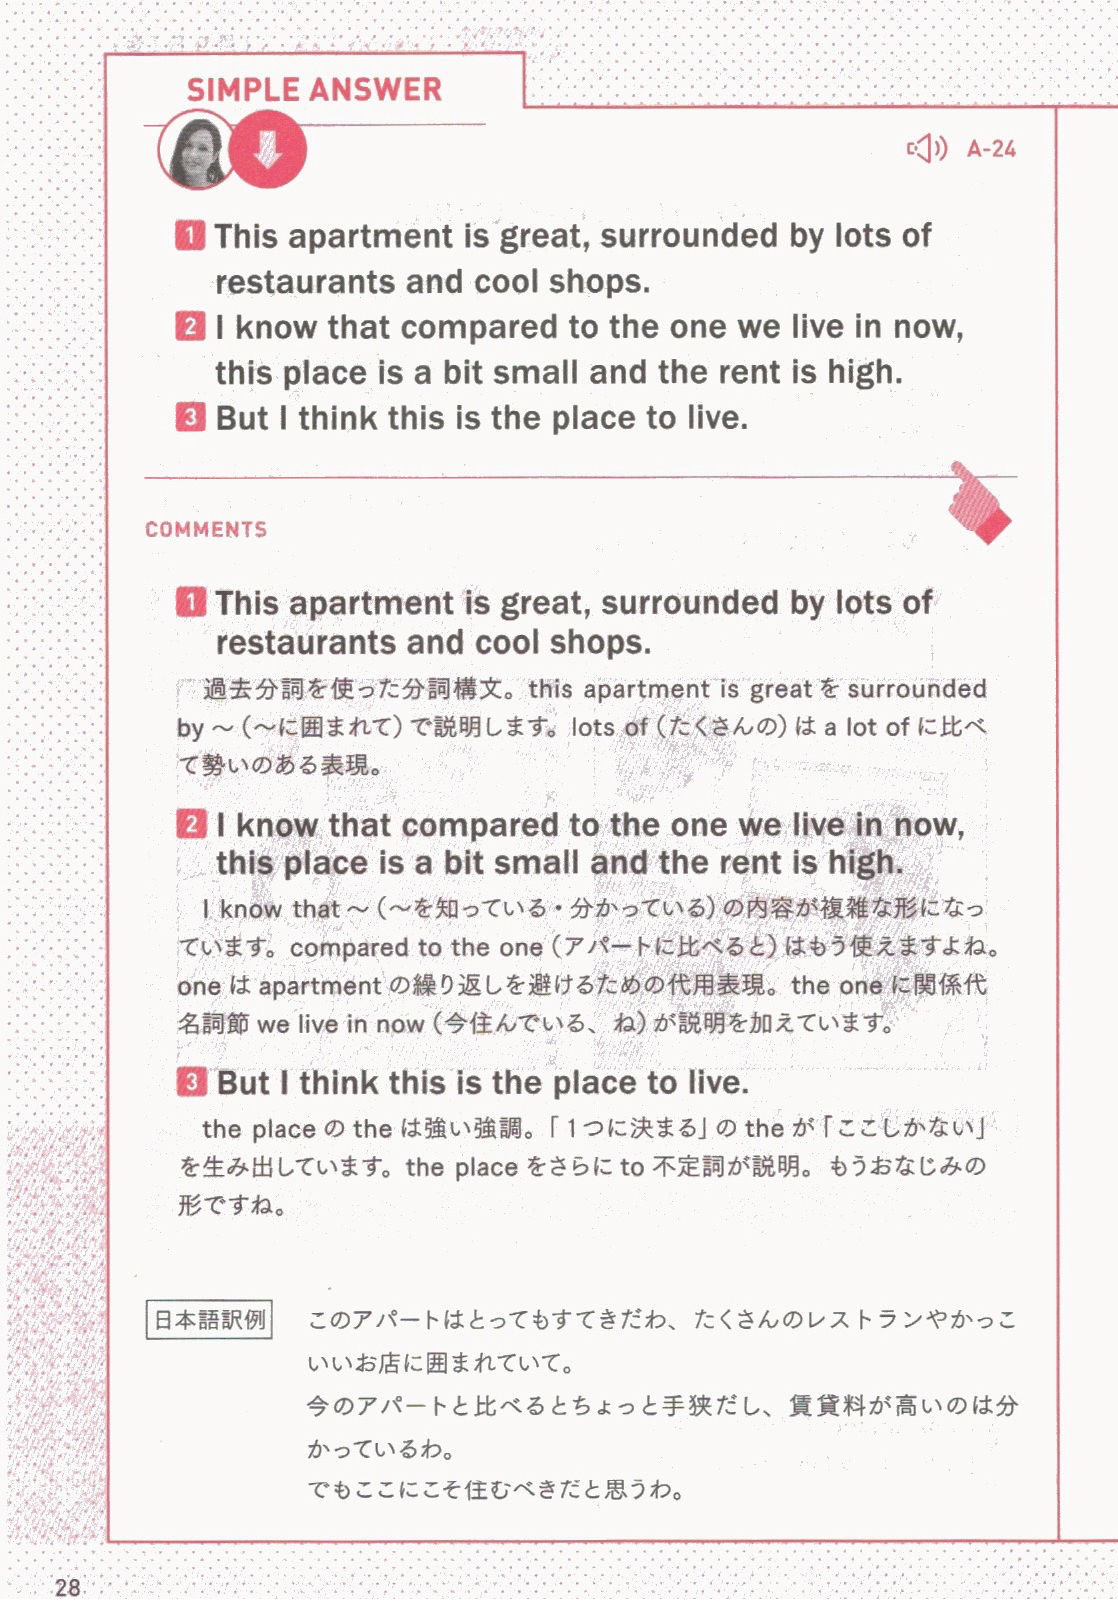 SIMPLE ANSWER
A-24
1 This apartment is great, surrounded by lots of
restaurants and cool shops.
2 I know that compared to the one we live in now,
this place is a bit small and the rent is high.
3 But I think this is the place to live.
COMMENTS
1 This apartment is great, surrounded by lots of
restaurants and cool shops.
過去分詞を使った分詞構文。this apartment is great を surrounded
by ～（～に囲まれて）で説明します。lots of（たくさんの）は a lot of に比べ
て勢いのある表現。
2 I know that compared to the one we live in now,
this place is a bit small and the rent is high.
I know that ～（～を知っている・分かっている）の内容が複雑な形になっ
ています。compared to the one（アパートに比べると）はもう使えますよね。
one は apartment の繰り返しを避けるための代用表現。the one に関係代
名詞節 we live in now（今住んでいる、ね）が説明を加えています。
3 But I think this is the place to live.
the place の the は強い強調。「1つに決まる」の the が「ここしかない」
を生み出しています。the place をさらに to 不定詞が説明。もうおなじみの
形ですね。
日本語訳例 このアパートはとってもすてきだわ、たくさんのレストランやかっこ
いいお店に囲まれていて。
今のアパートと比べるとちょっと手狭だし、賃貸料が高いのは分
かっているわ。
でもここにこそ住むべきだと思うわ。
28